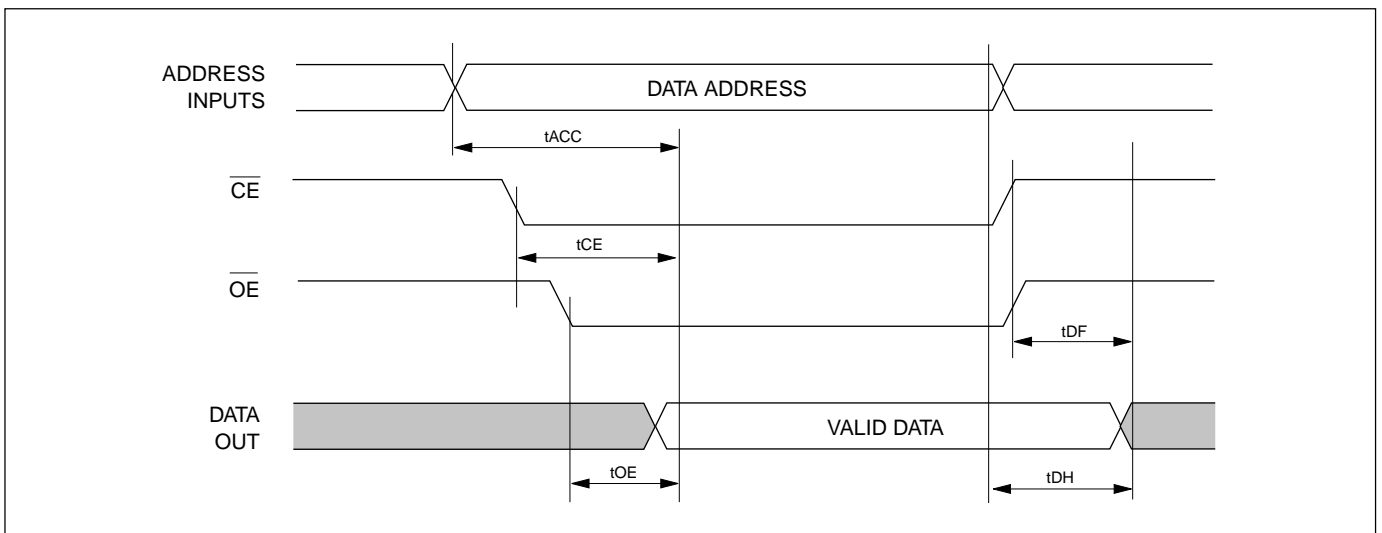 ADDRESS
INPUTS
DATA ADDRESS
tACC
CE
tCE
OE
tDF
DATA
OUT
VALID DATA
tOE
tDH